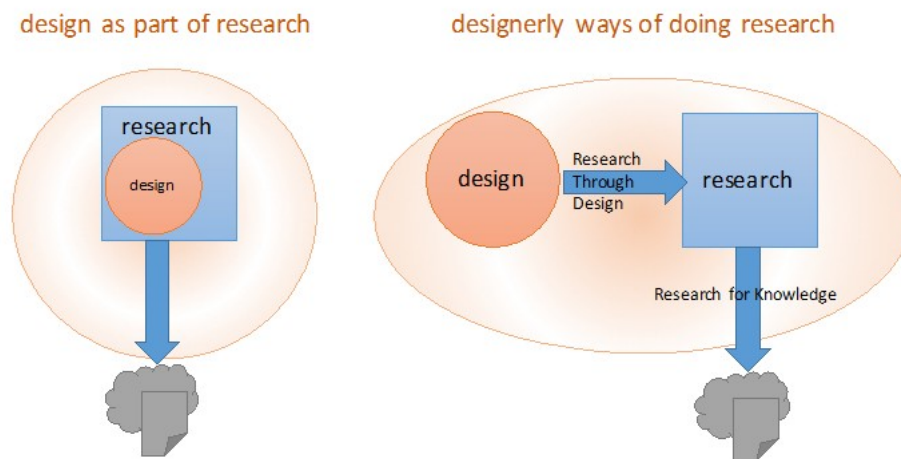 design as part of research
research
design
designerly ways of doing research
design
Research
Through
Design
research
Research for Knowledge